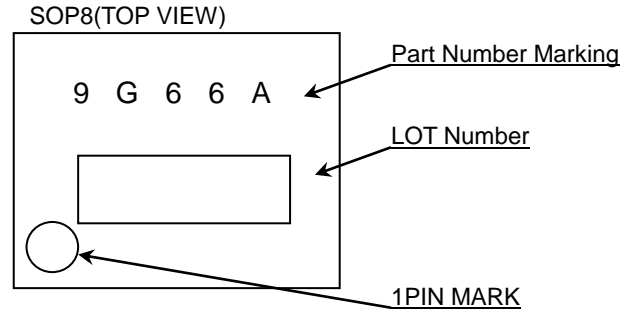 SOP8(TOP VIEW)
Part Number Marking
9 G 6 6 A
LOT Number
1PIN MARK